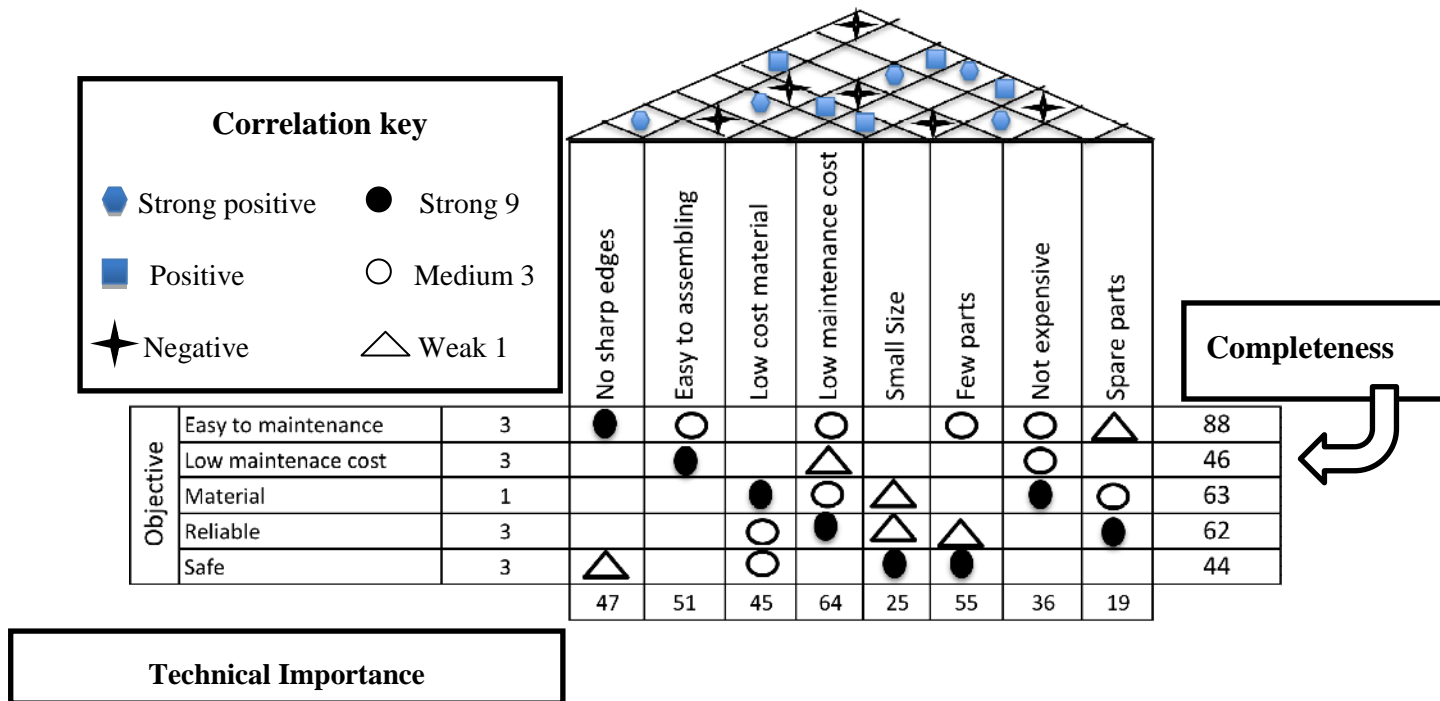 Correlation key
Strong positive
Strong 9
Positive
Medium 3
Negative
Weak 1
No sharp edges
Easy to assembling
Low cost material
Low maintenance cost
Small Size
Few parts
Not expensive
Spare parts
Completeness
Objective
Easy to maintenance 3 88
Low maintenace cost 3 46
Material 1 63
Reliable 3 62
Safe 3 44
47 51 45 64 25 55 36 19
Technical Importance